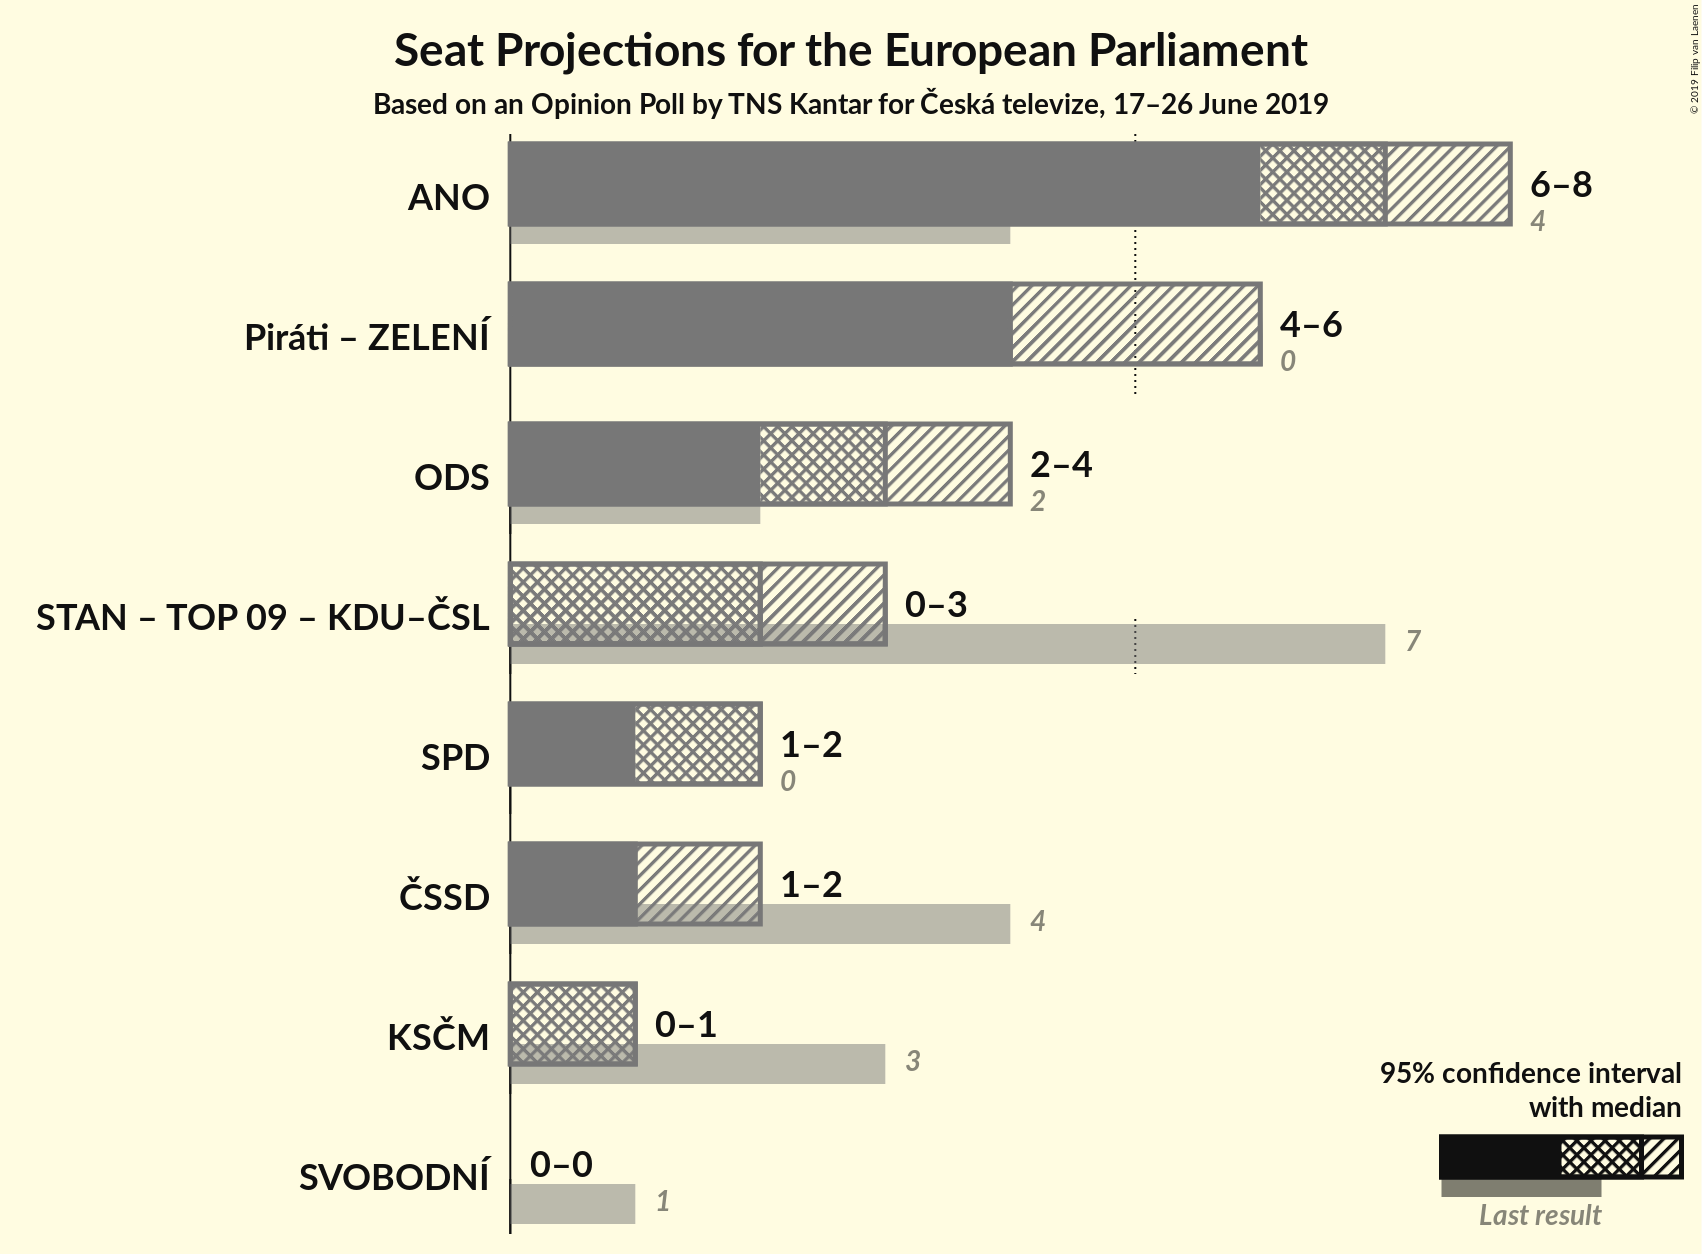 Seat Projections for the European Parliament
Based on an Opinion Poll by TNS Kantar for Česká televize, 17–26 June 2019
© 2019 Filip van Laenen
ANO
6–8
4
Piráti – ZELENÍ
4–6
0
ODS
2–4
2
STAN – TOP 09 – KDU–ČSL
0–3
7
SPD
1–2
0
ČSSD
1–2
4
KSČM
0–1
3
SVOBODNÍ
0–0
1
95% confidence interval
with median
Last result